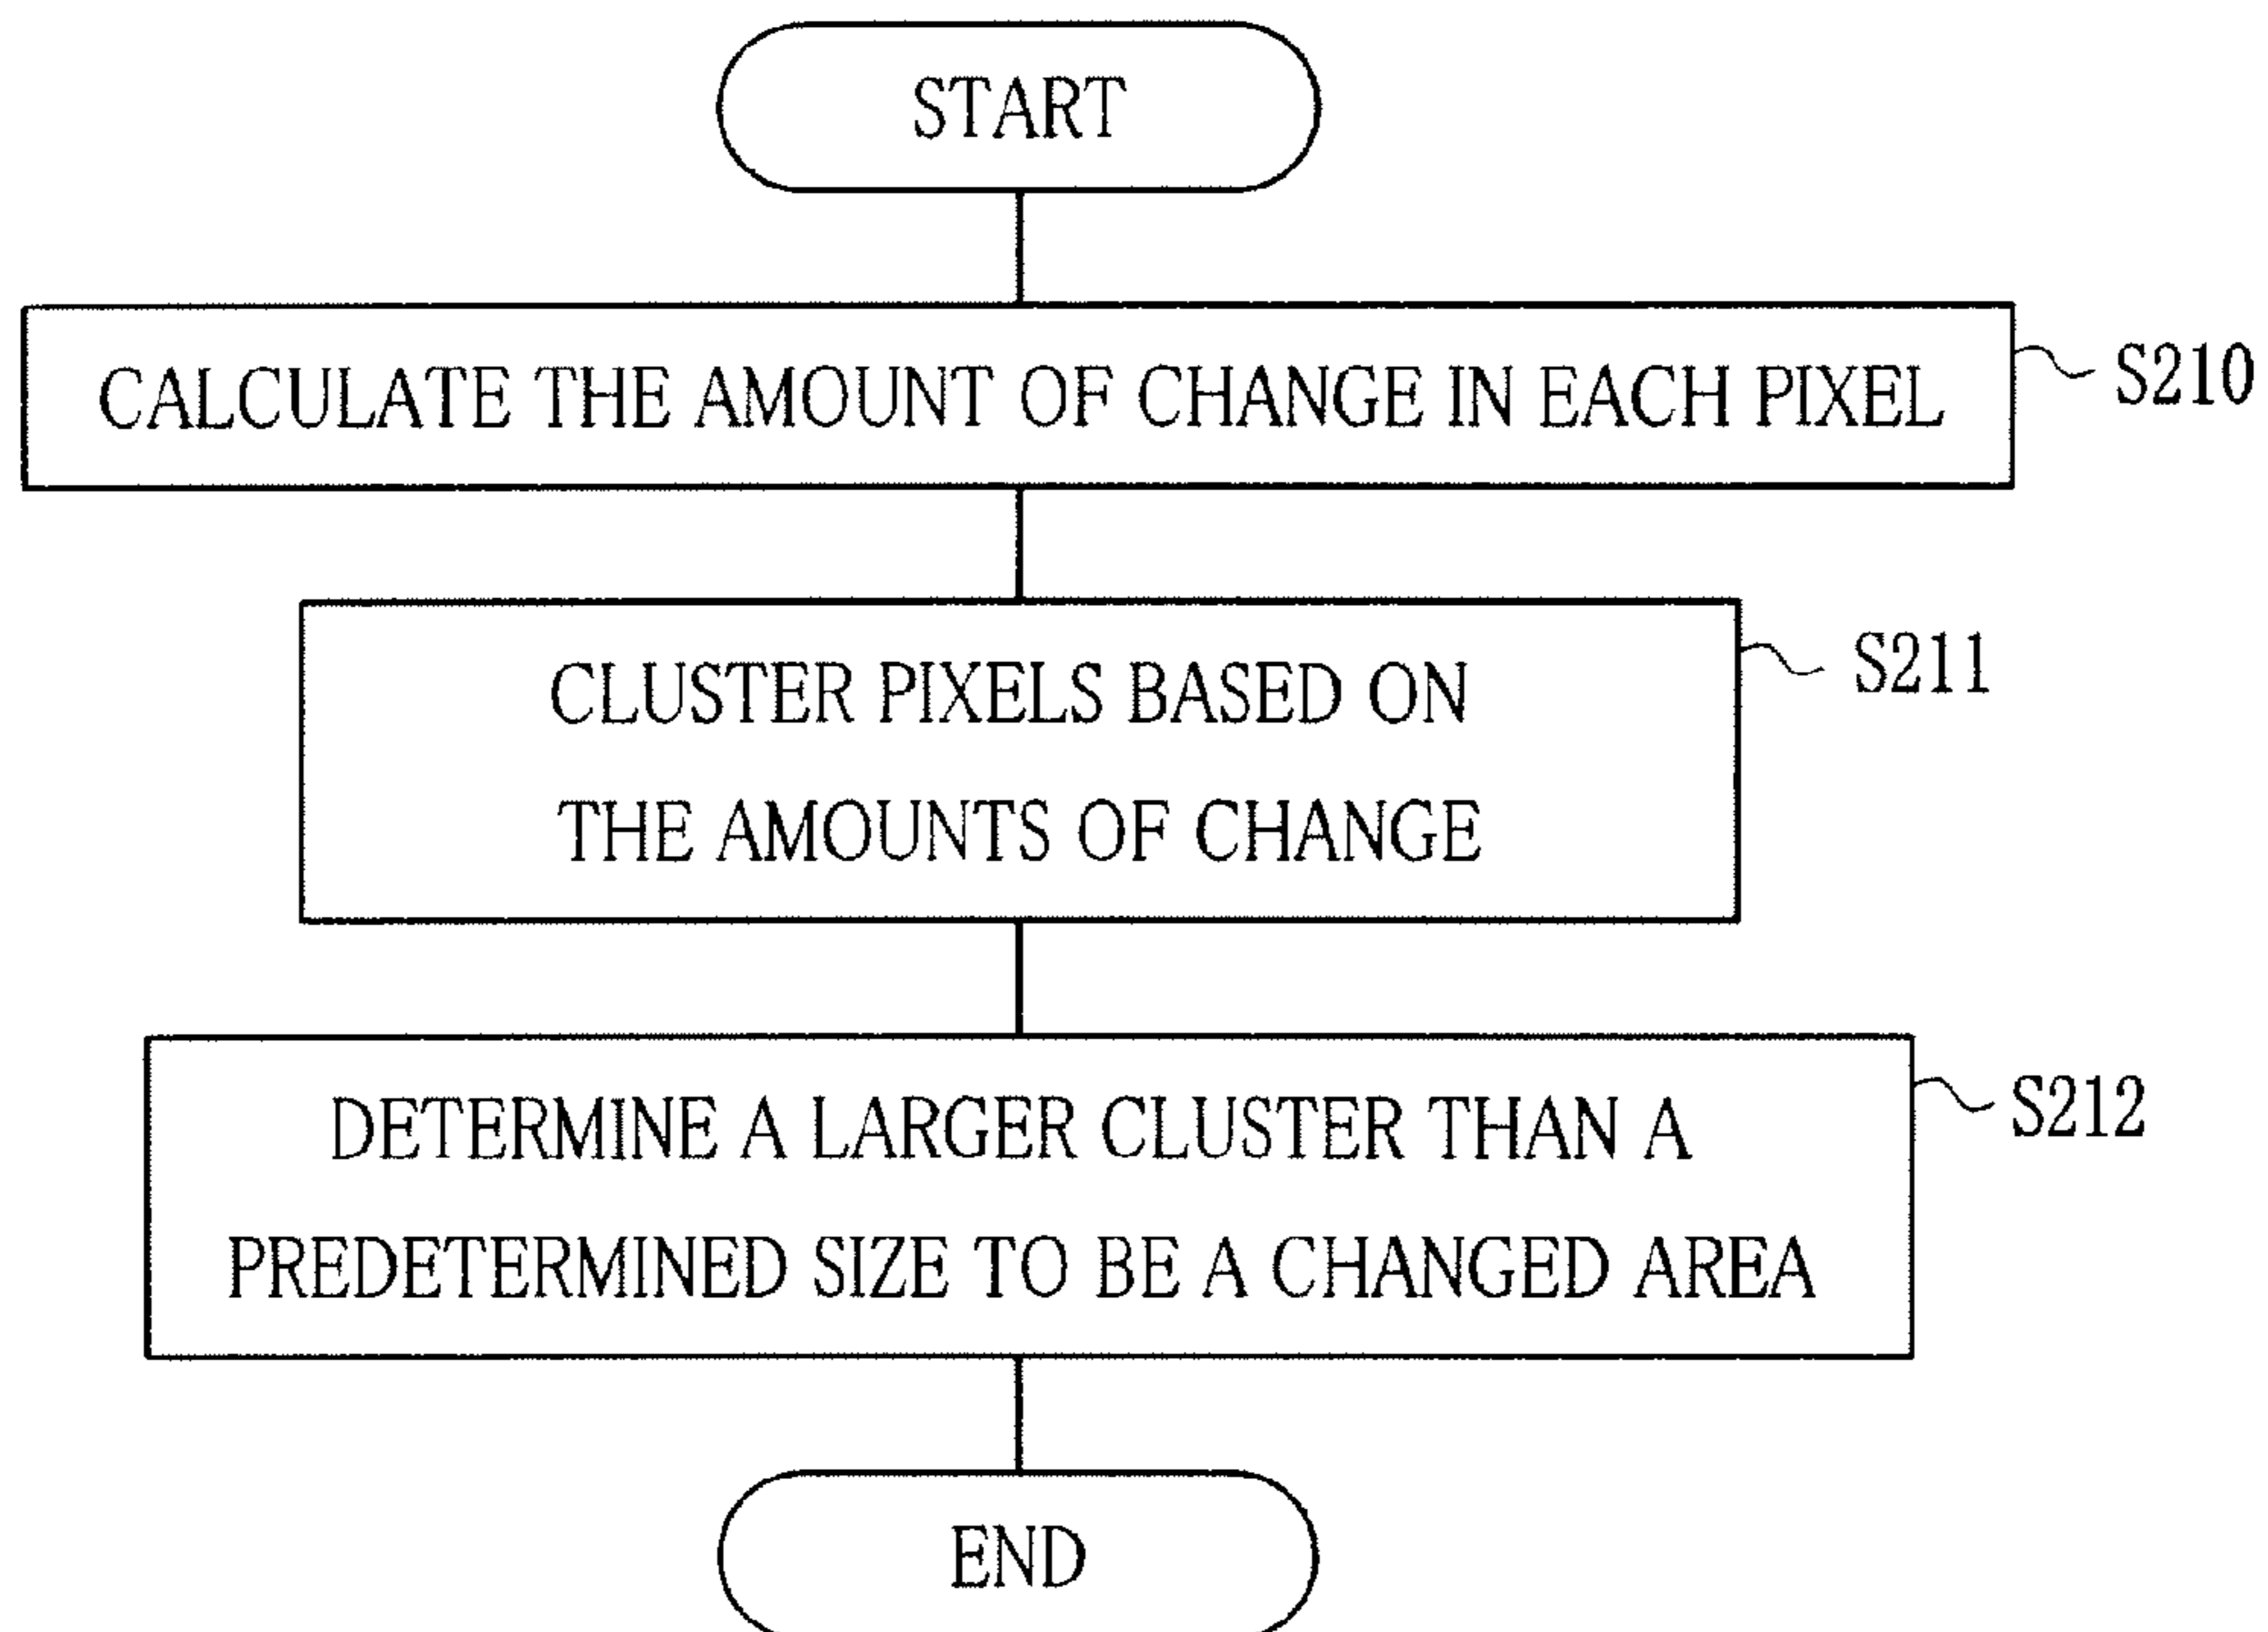 START
CALCULATE THE AMOUNT OF CHANGE IN EACH PIXEL
S210
CLUSTER PIXELS BASED ON
THE AMOUNTS OF CHANGE
S211
DETERMINE A LARGER CLUSTER THAN A
PREDETERMINED SIZE TO BE A CHANGED AREA
S212
END